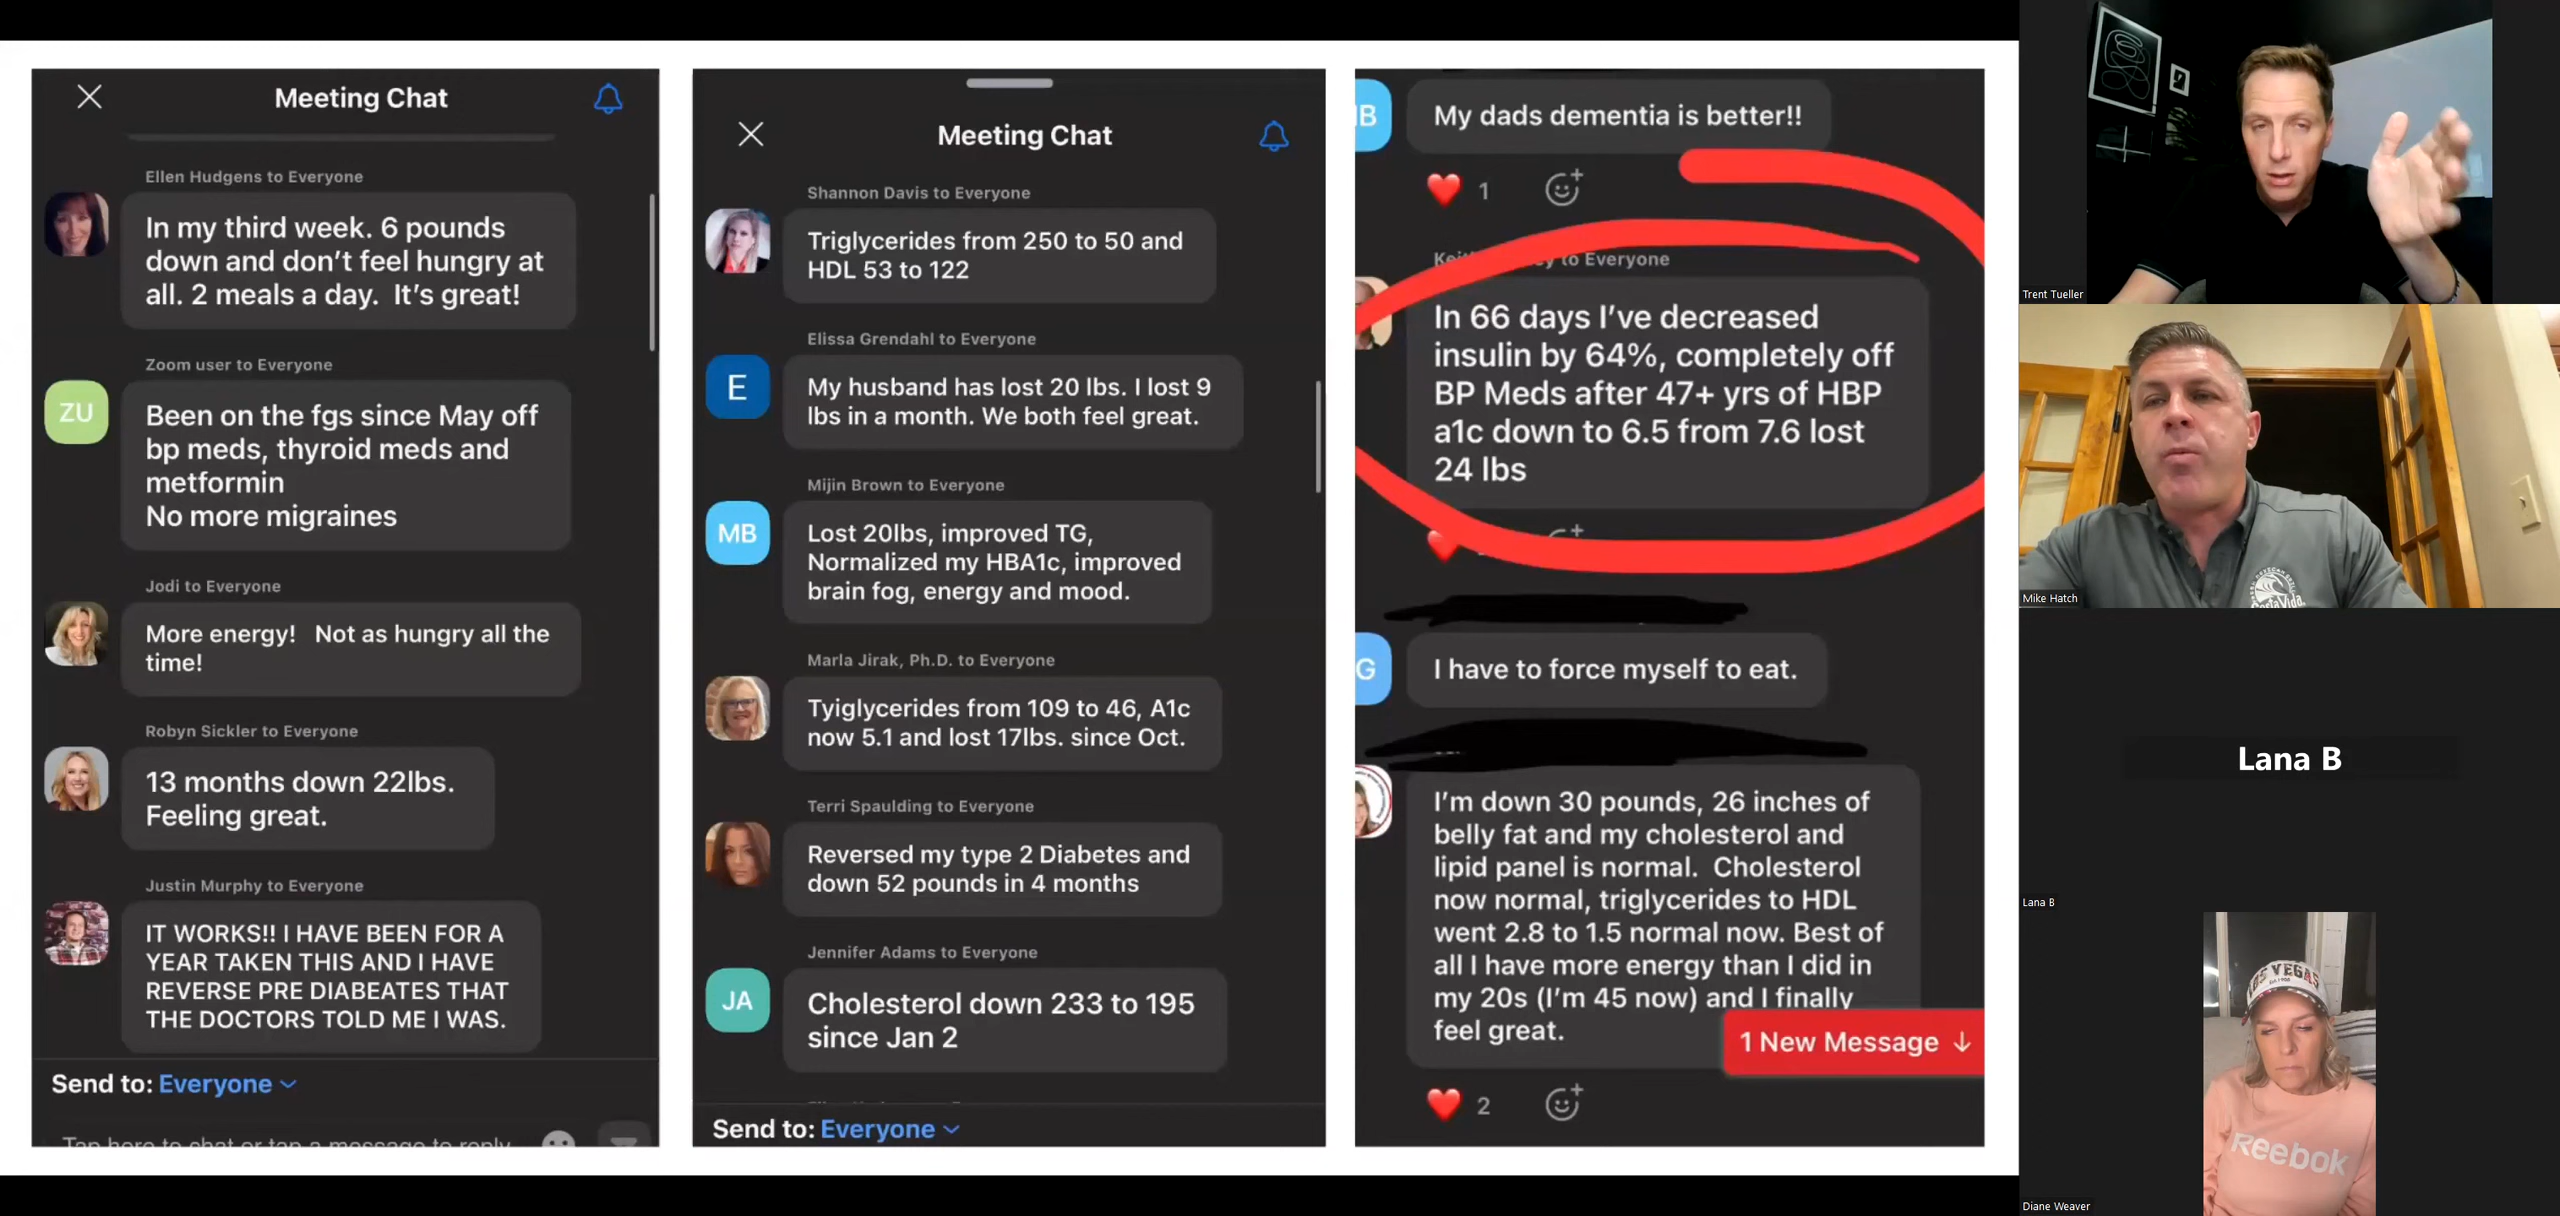 Meeting Chat
Ellen Hudgens to Everyone
In my third week. 6 pounds
down and don't feel hungry at
all. 2 meals a day.  It's great!
Zoom user to Everyone
ZU
Been on the fgs since May off
bp meds, thyroid meds and
metformin
No more migraines
Jodi to Everyone
More energy!   Not as hungry all the
time!
Robyn Sickler to Everyone
13 months down 22lbs.
Feeling great.
Justin Murphy to Everyone
IT WORKS!! I HAVE BEEN FOR A
YEAR TAKEN THIS AND I HAVE
REVERSE PRE DIABEATES THAT
THE DOCTORS TOLD ME I WAS.
Send to: Everyone
Tap here to chat or tap a message to reply
Meeting Chat
Shannon Davis to Everyone
Triglycerides from 250 to 50 and
HDL 53 to 122
Elissa Grendahl to Everyone
E
My husband has lost 20 lbs. I lost 9
lbs in a month. We both feel great.
Mijin Brown to Everyone
MB
Lost 20lbs, improved TG,
Normalized my HBA1c, improved
brain fog, energy and mood.
Marla Jirak, Ph.D. to Everyone
Tyiglycerides from 109 to 46, A1c
now 5.1 and lost 17lbs. since Oct.
Terri Spaulding to Everyone
Reversed my type 2 Diabetes and
down 52 pounds in 4 months
Jennifer Adams to Everyone
JA
Cholesterol down 233 to 195
since Jan 2
Send to: Everyone
B
My dads dementia is better!!
1
to Everyone
In 66 days I've decreased
insulin by 64%, completely off
BP Meds after 47+ yrs of HBP
a1c down to 6.5 from 7.6 lost
24 lbs
G
I have to force myself to eat.
I'm down 30 pounds, 26 inches of
belly fat and my cholesterol and
lipid panel is normal.  Cholesterol
now normal, triglycerides to HDL
went 2.8 to 1.5 normal now. Best of
all I have more energy than I did in
my 20s (I'm 45 now) and I finally
feel great.
1 New Message
2
Trent Tueller
Mike Hatch
Lana B
Lana B
VEGAS
Reebok
Diane Weaver